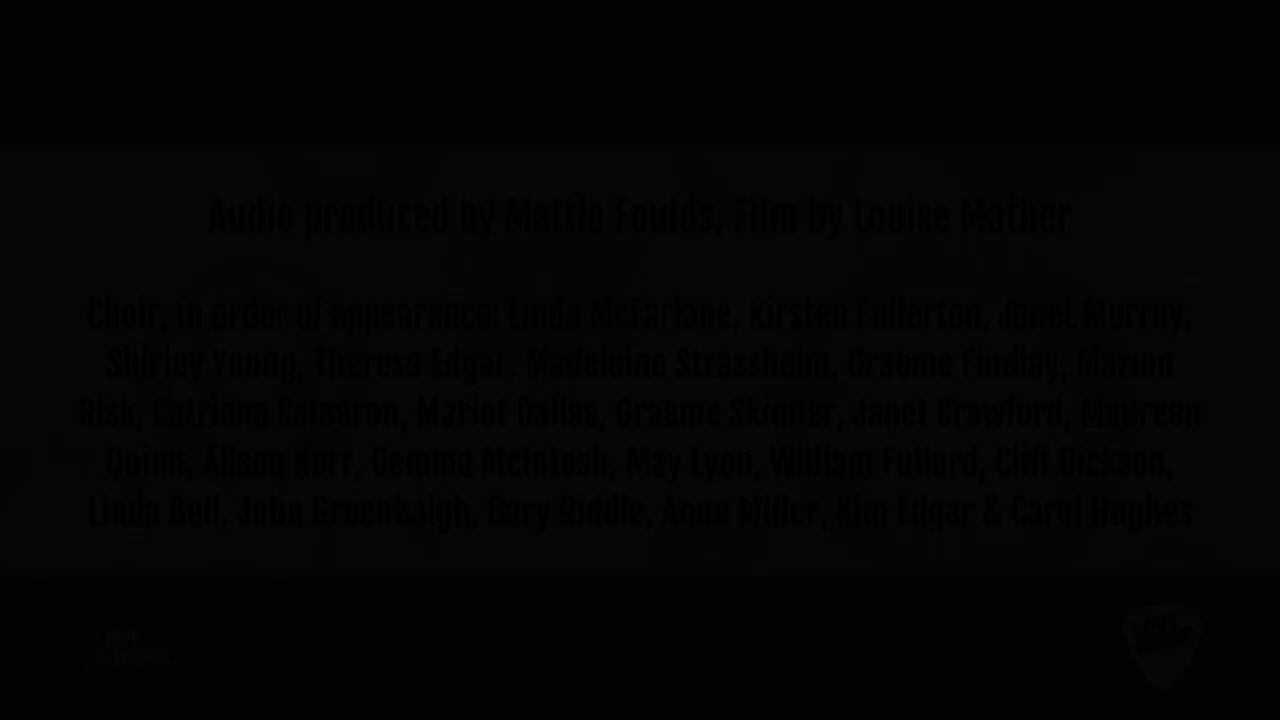 Audio produced by Mattie Foulds, Film by Louise Mather
Choir, in order of appearance: Linda McFarlane, Kirsten Fullerton, Janet Murray,
Shirley Young, Theresa Edgar, Madeleine Strassheim, Graeme Findlay, Marion
Risk, Catriona Cameron, Mariot Dallas, Graeme Skinner, Janet Crawford, Maureen
Quinn, Alison Kerr, Gemma McIntosh, May Lyon, William Fullard, Cliff Dickson,
Linda Bell, John Greenhalgh, Gary Riddle, Anne Miller, Kim Edgar & Carol Hughes